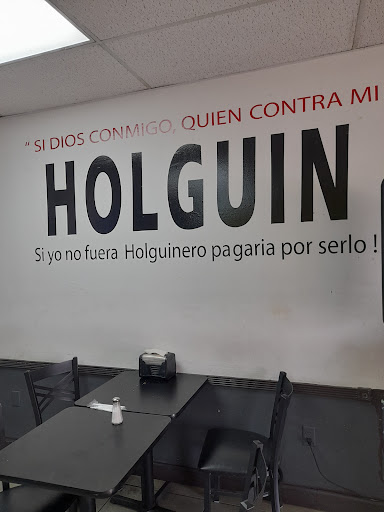 " SI DIOS CONMIGO, QUIEN CONTRA MI
HOLGUIN
Si yo no fuera Holguinero pagaria por serlo !